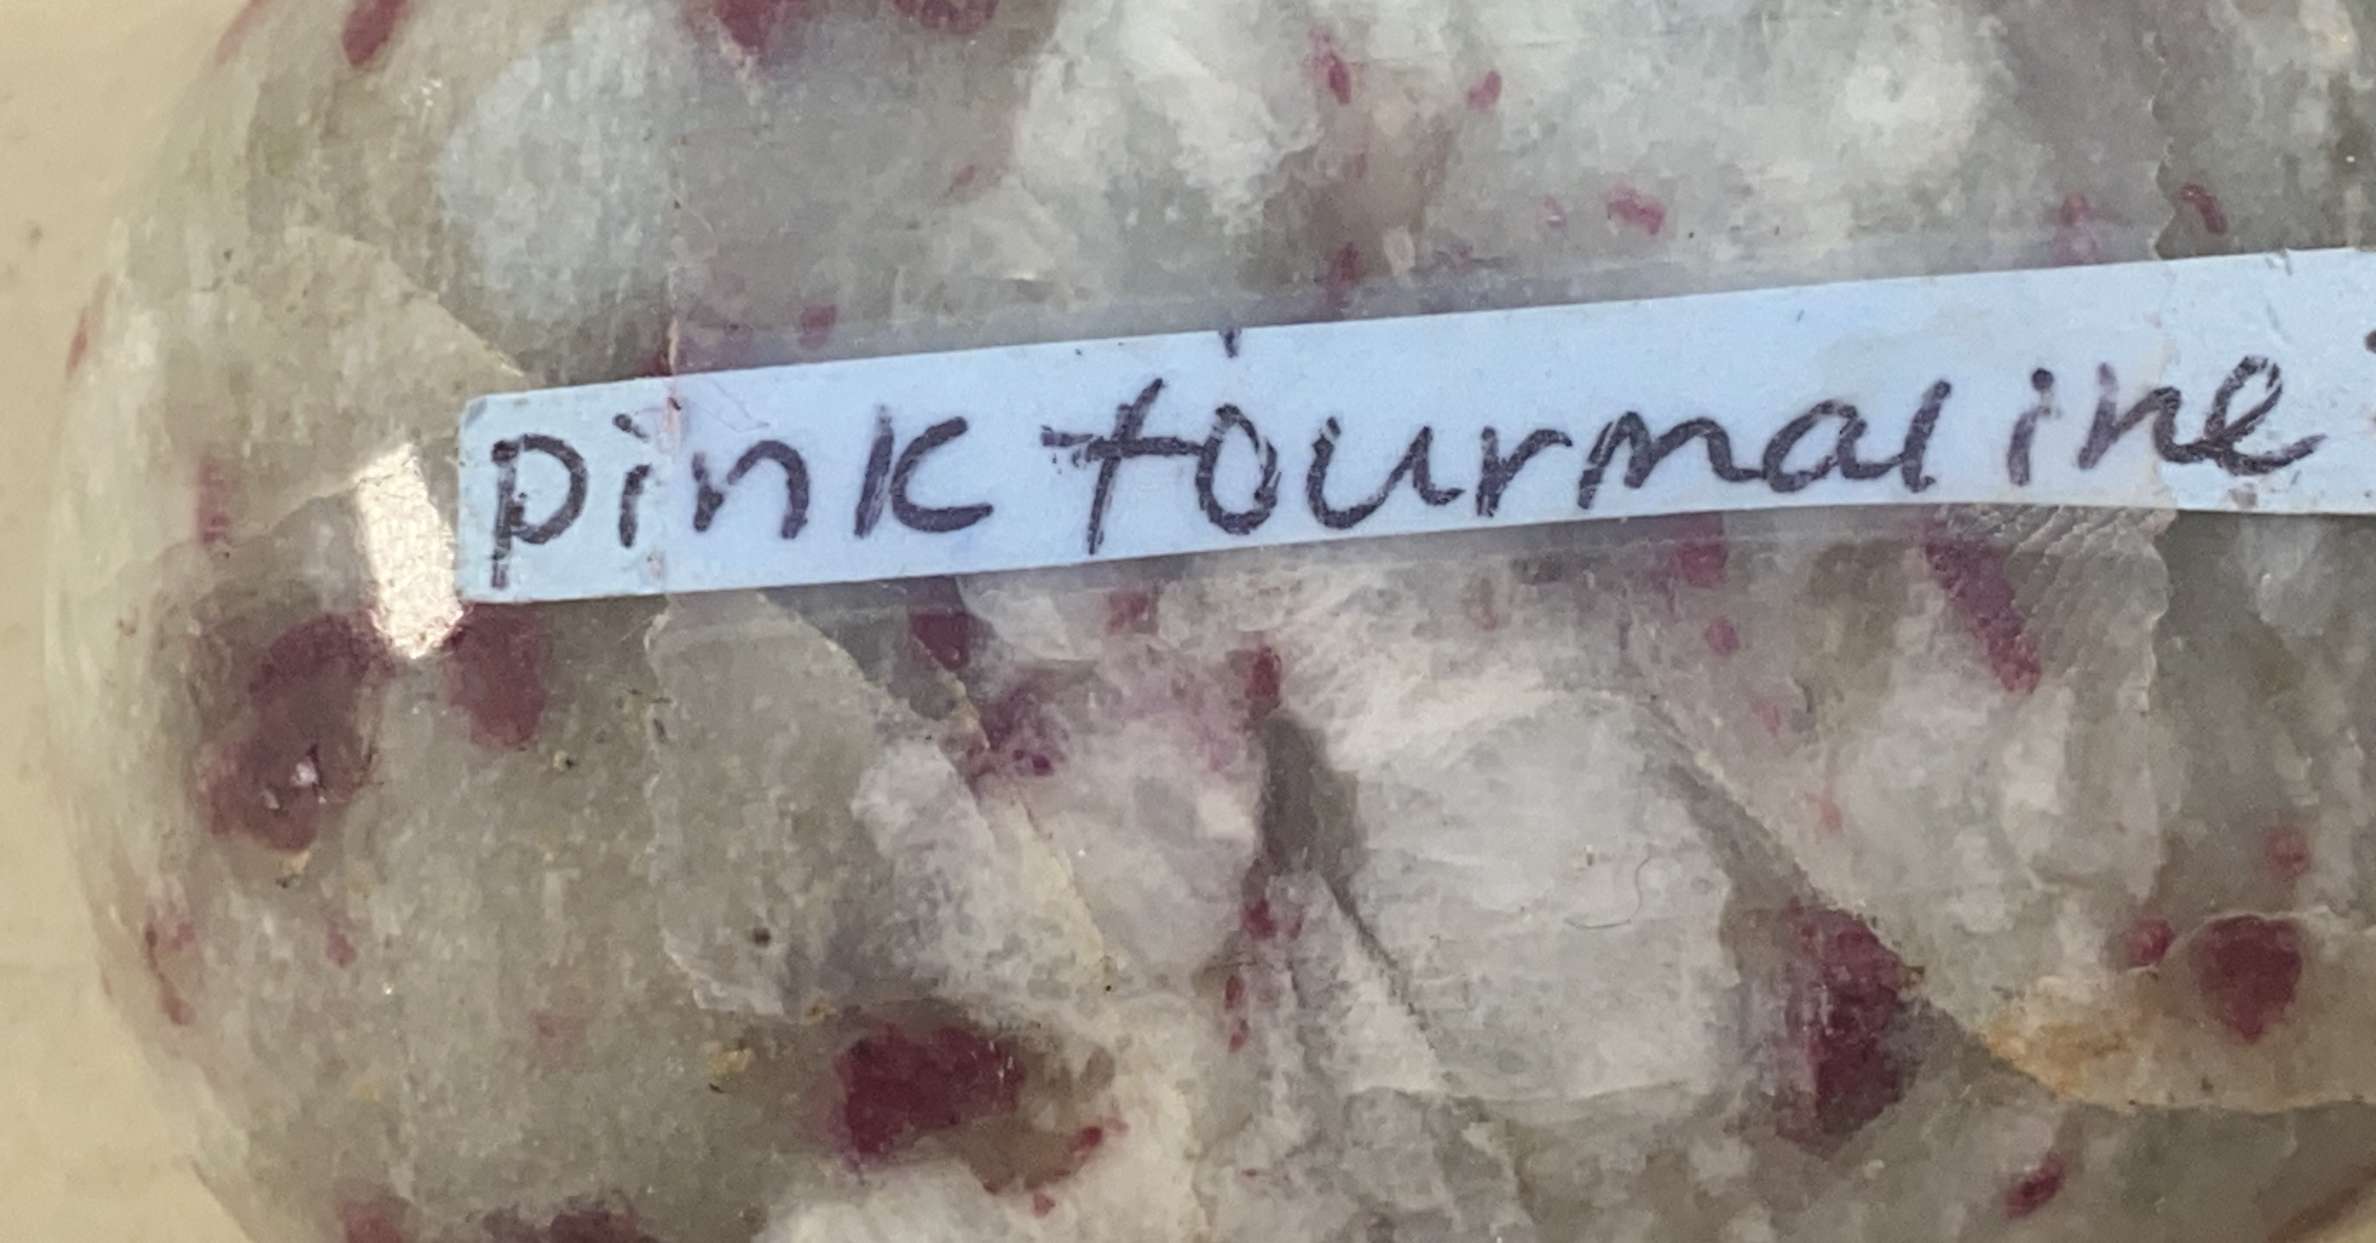 pink tourmaline